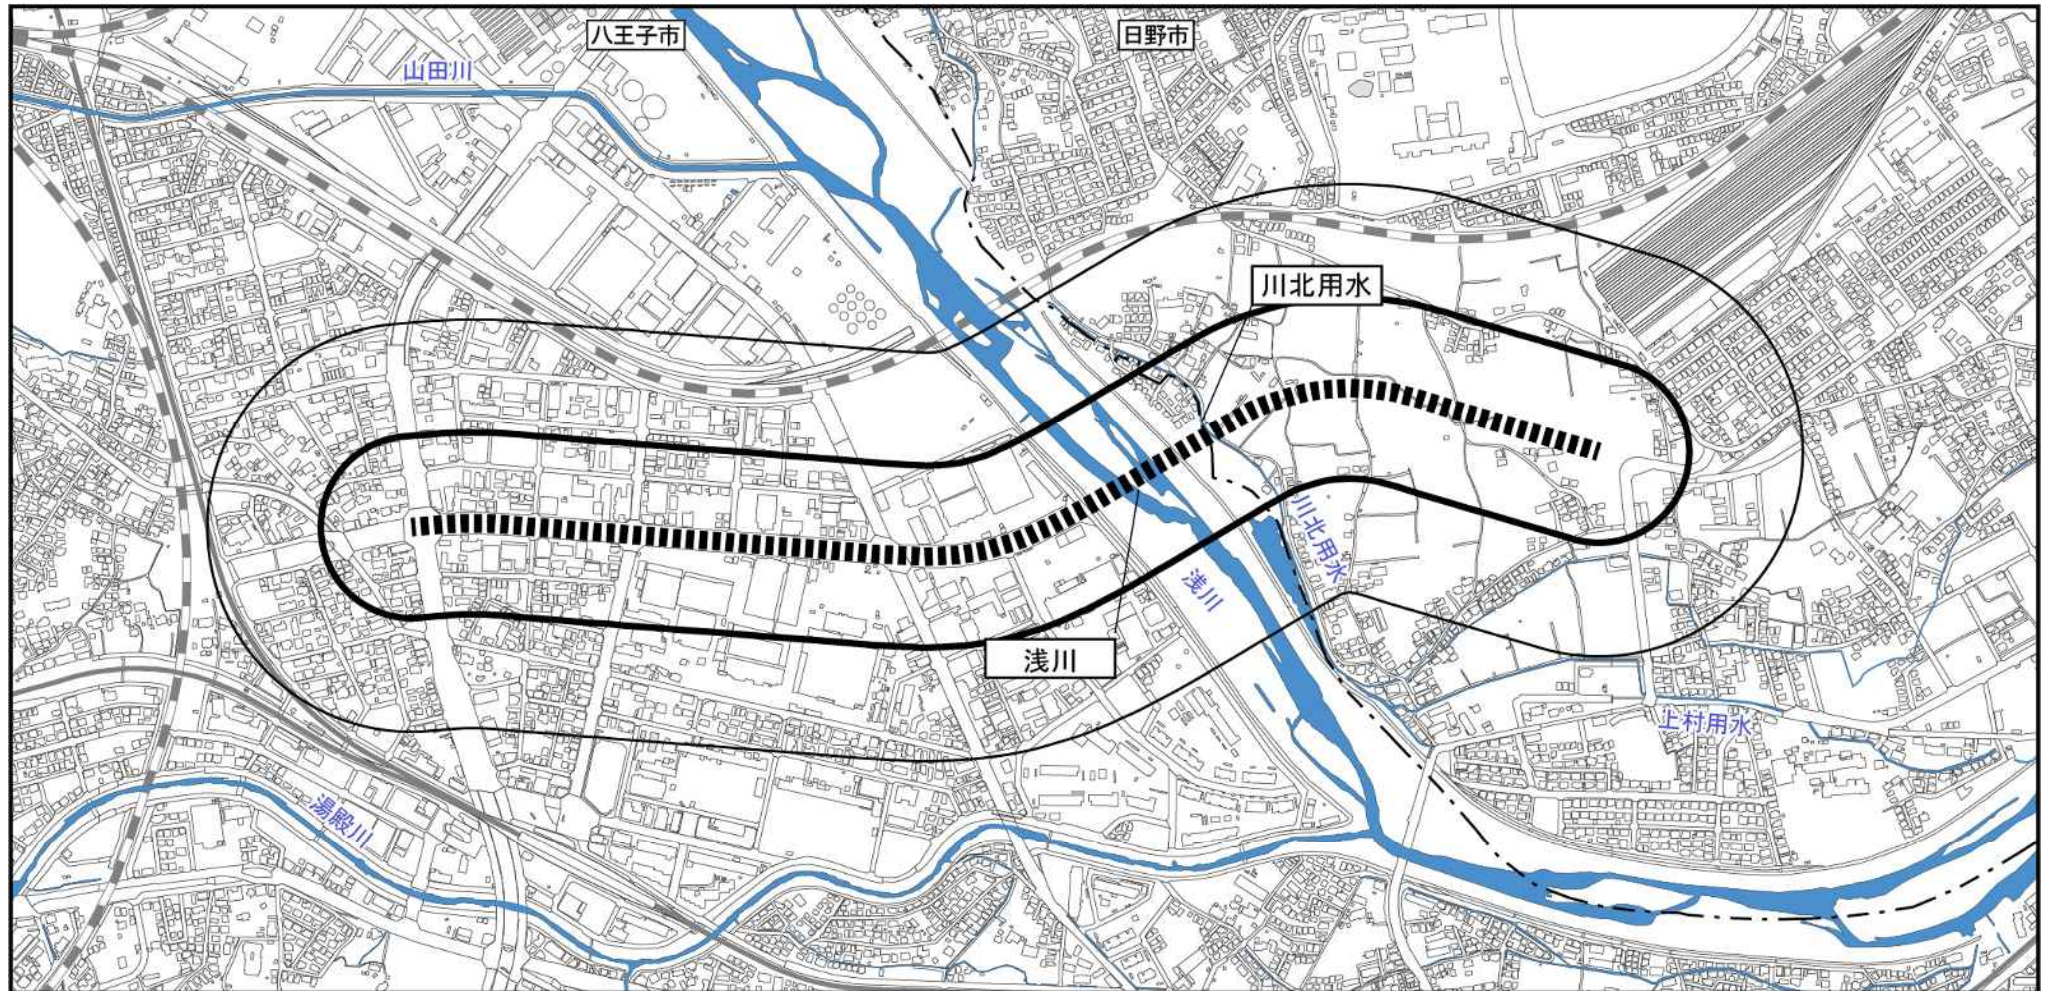 八王子市
日野市
山田川
川北用水
川北用水
浅川
浅川
上村用水
湯殿川